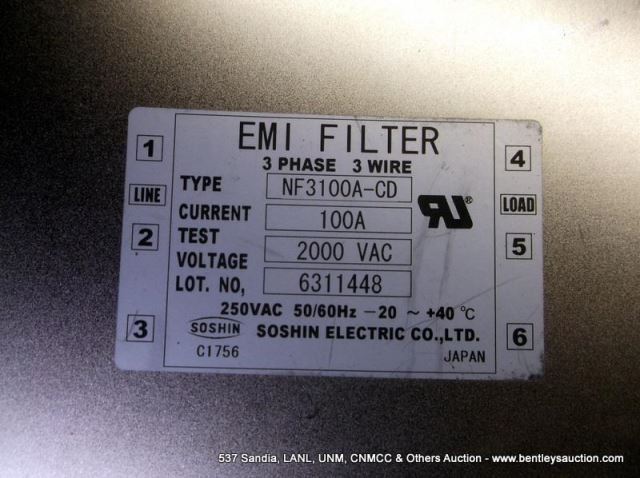 EMI FILTER
3 PHASE 3 WIRE
1
LINE
2
3
TYPE NF3100A-CD
CURRENT 100A
TEST VOLTAGE 2000 VAC
LOT. NO, 6311448
250VAC 50/60Hz -20 ~ +40 ℃
SOSHIN SOSHIN ELECTRIC CO.,LTD.
C1756 JAPAN
4
LOAD
5
6
RU®
537 Sandia, LANL, UNM, CNMCC & Others Auction - www.bentleysauction.com